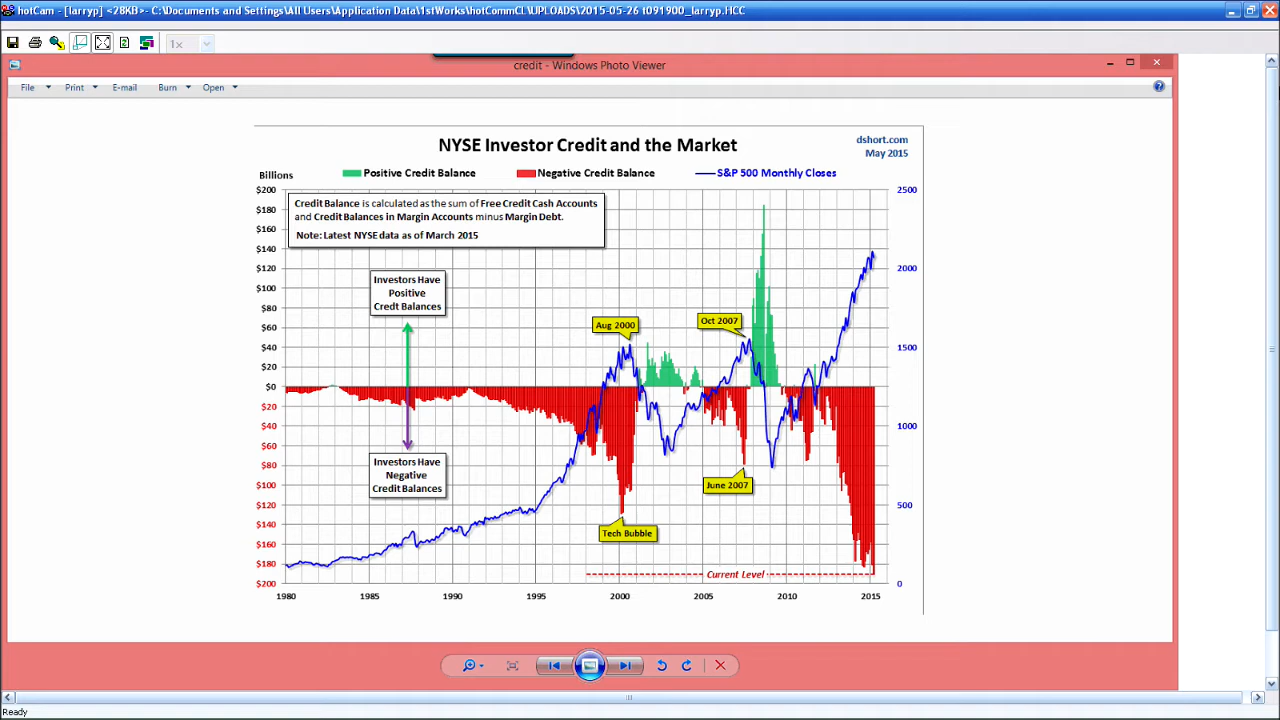 hotCam - [larryp] <28KB>- C:\Documents and Settings\All Users\Application Data\1stWorks\hotCommCL\UPLOADS\2015-05-26 t091900_larryp.HCC
1x
credit - Windows Photo Viewer
File Print E-mail Burn Open
NYSE Investor Credit and the Market
dshort.com
May 2015
Billions
Positive Credit Balance Negative Credit Balance S&P 500 Monthly Closes
$200 2500
Credit Balance is calculated as the sum of Free Credit Cash Accounts
and Credit Balances in Margin Accounts minus Margin Debt.
Note: Latest NYSE data as of March 2015
$180
$160
$140
$120 2000
$100
$80
$60
$40 1500
$20
$0
$20
$40 1000
$60
$80
$100
$120 500
$140
$160
$180
$200 0
Investors Have
Positive
Credt Balances
Aug 2000
Oct 2007
Investors Have
Negative
Credit Balances
June 2007
Tech Bubble
Current Level
1980 1985 1990 1995 2000 2005 2010 2015
Ready